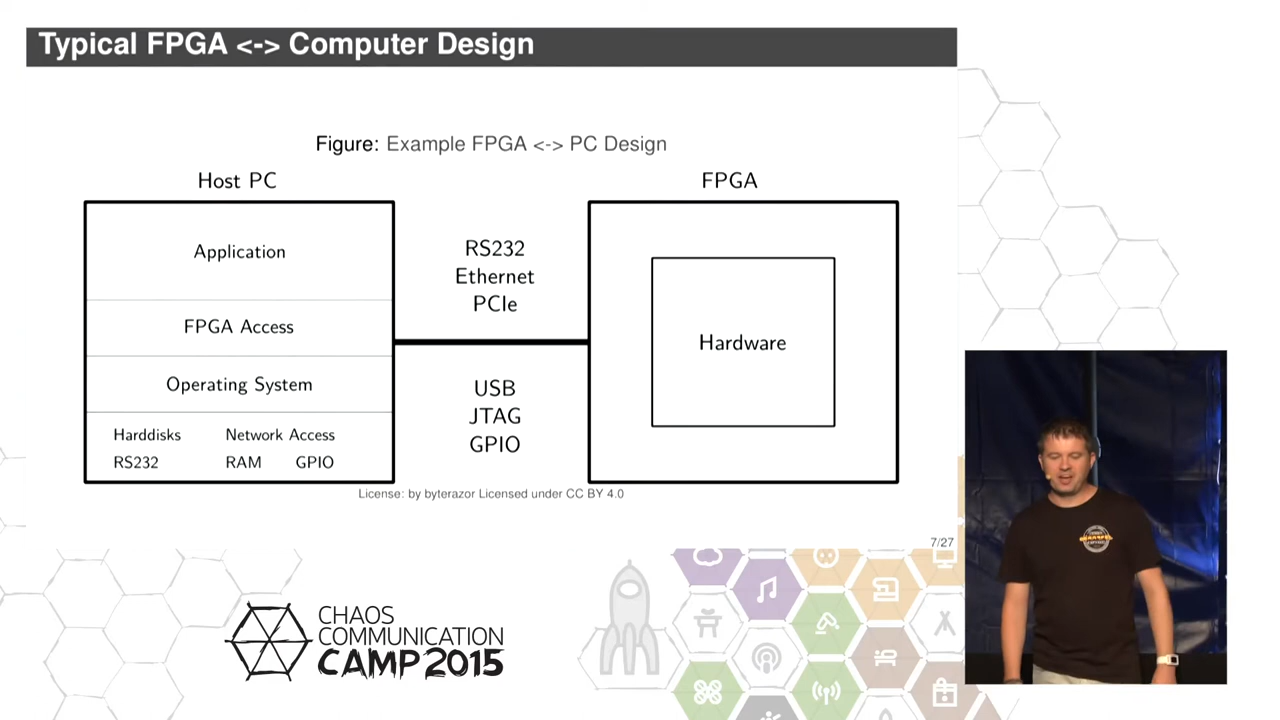 Typical FPGA <-> Computer Design
Figure: Example FPGA <-> PC Design
Host PC
FPGA
Application
FPGA Access
Operating System
Harddisks Network Access
RS232 RAM GPIO
RS232
Ethernet
PCIe
USB
JTAG
GPIO
Hardware
License: by byterazor Licensed under CC BY 4.0
7/27
CHAOS
COMMUNICATION
CAMP 2015